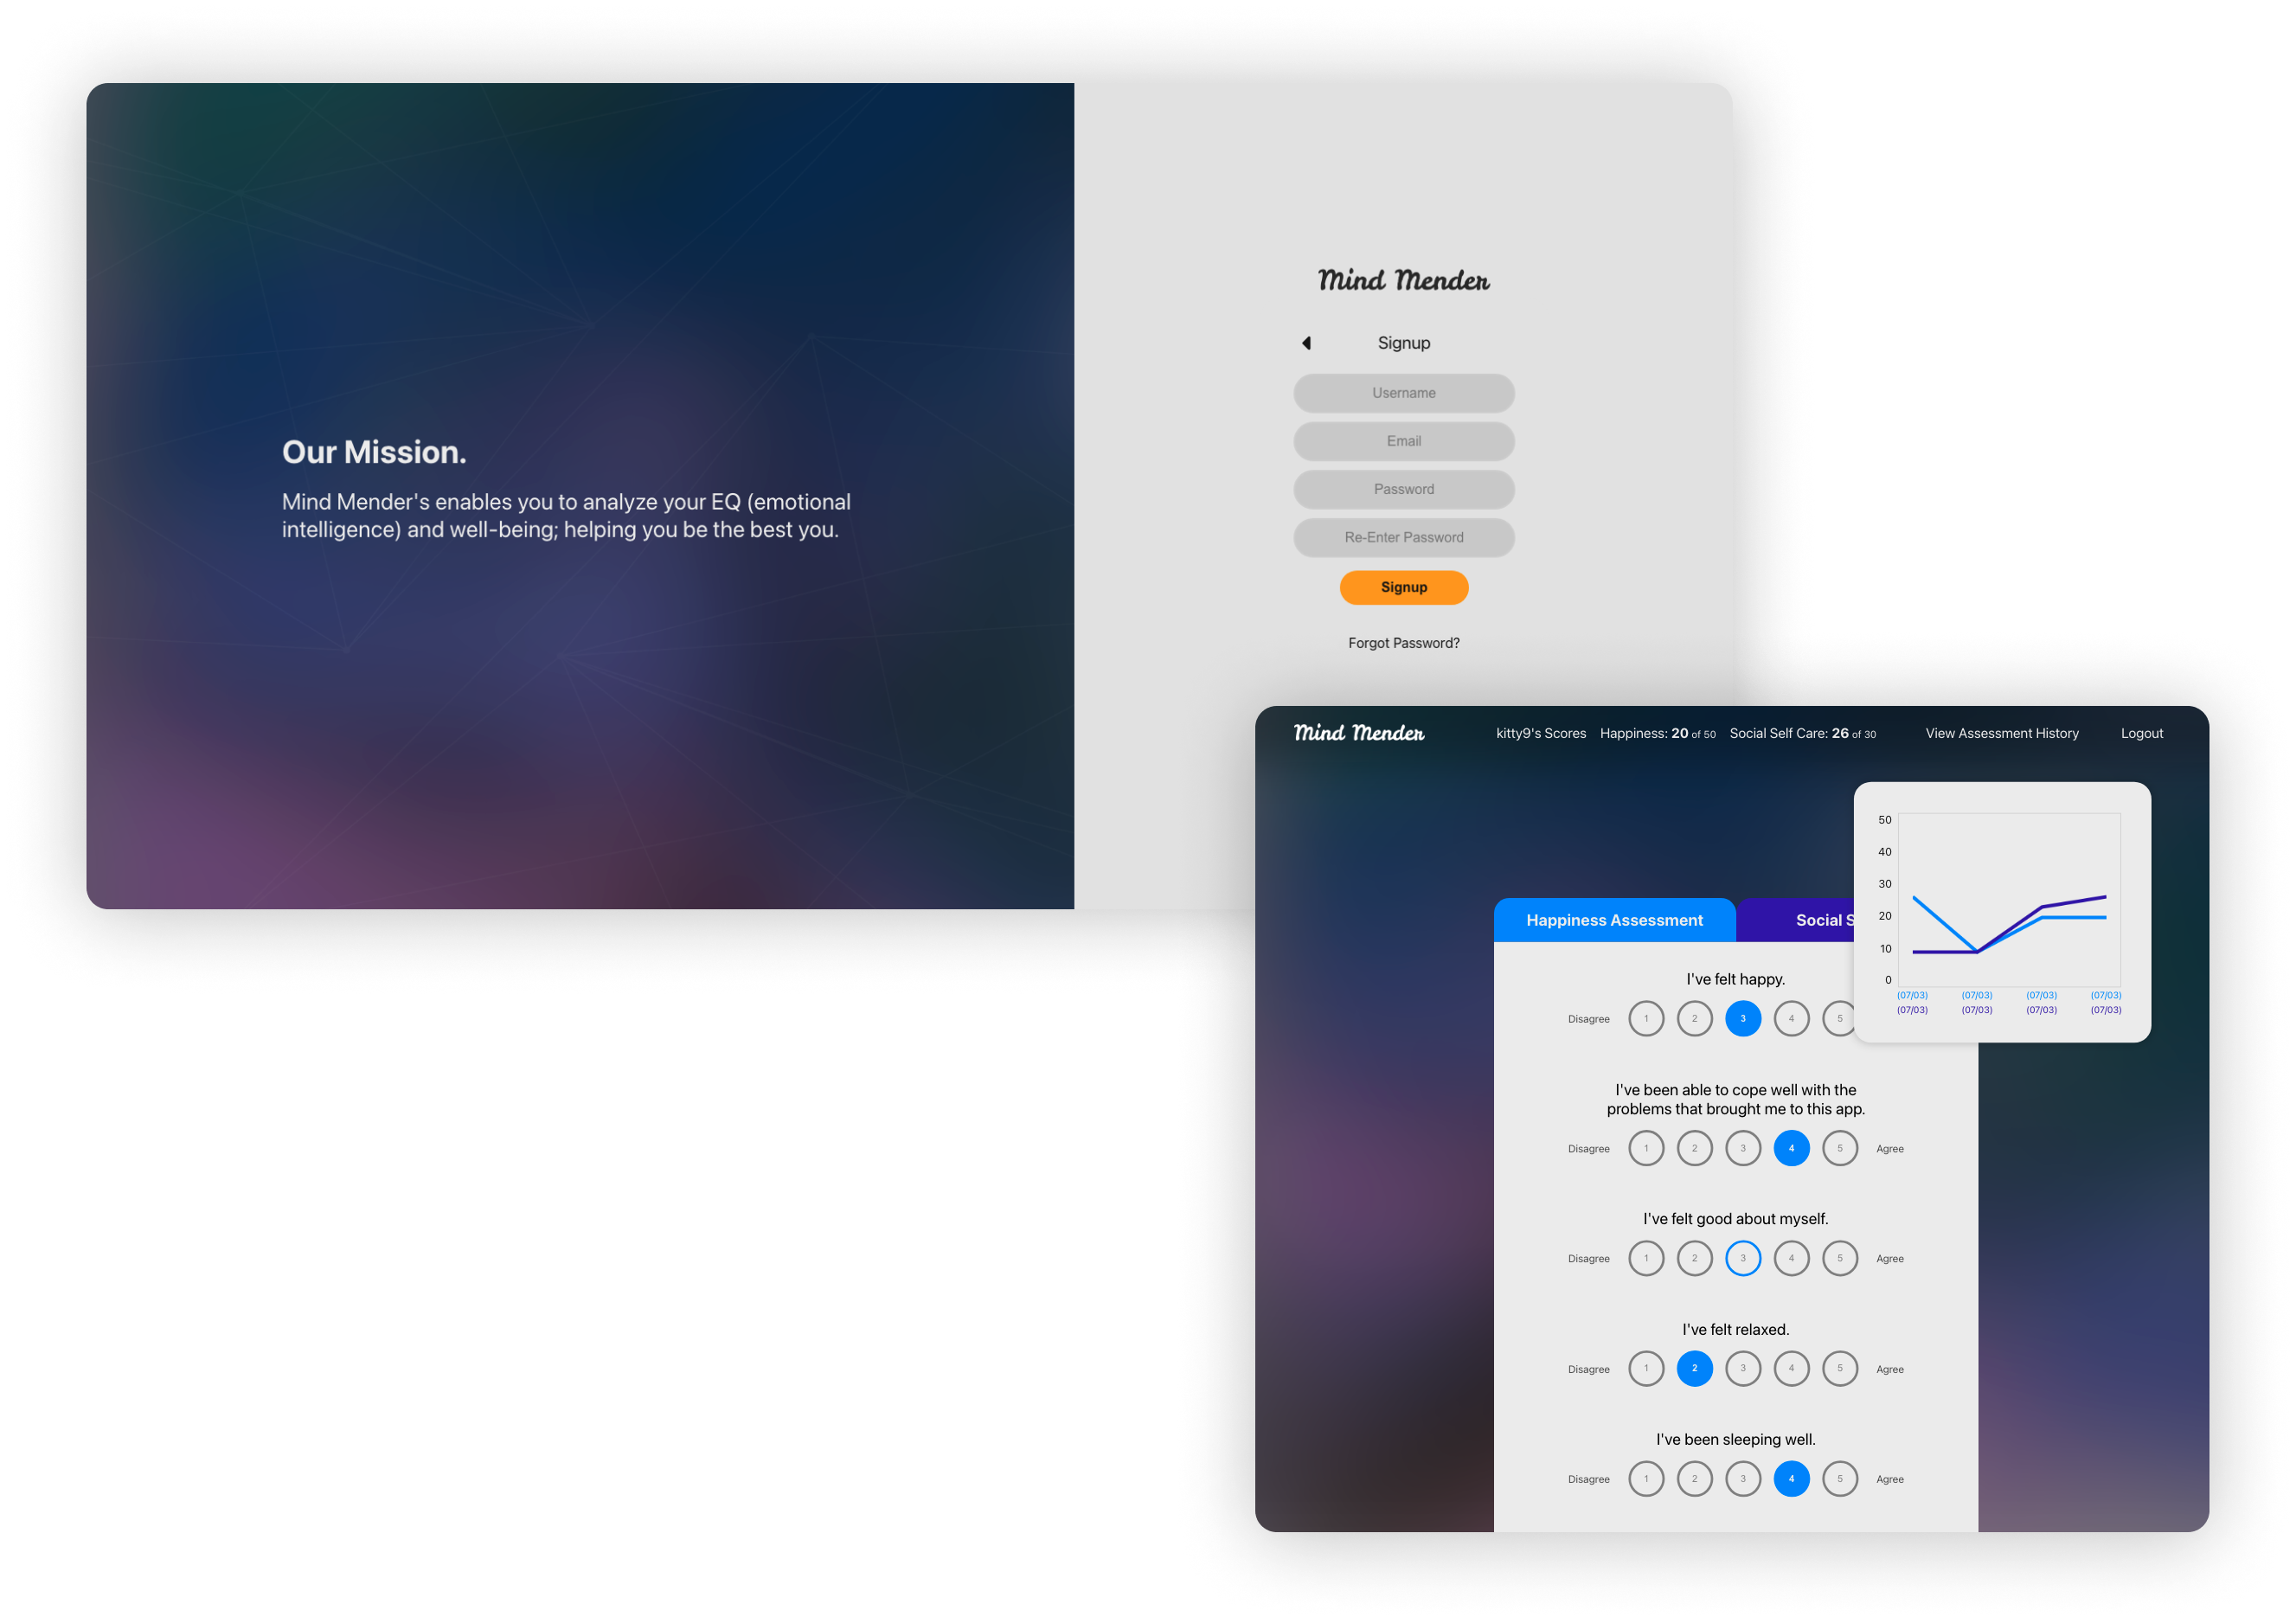 Our Mission.
Mind Mender's enables you to analyze your EQ (emotional
intelligence) and well-being; helping you be the best you.
Mind Mender
Signup
Username
Email
Password
Re-Enter Password
Signup
Forgot Password?
Mind Mender
kitty9's Scores Happiness: 20 of 50 Social Self Care: 26 of 30 View Assessment History Logout
50
40
30
20
10
0
(07/03) (07/03) (07/03) (07/03)
(07/03) (07/03) (07/03) (07/03)
Happiness Assessment Social S
I've felt happy.
Disagree 1 2 3 4 5
I've been able to cope well with the
problems that brought me to this app.
Disagree 1 2 3 4 5 Agree
I've felt good about myself.
Disagree 1 2 3 4 5 Agree
I've felt relaxed.
Disagree 1 2 3 4 5 Agree
I've been sleeping well.
Disagree 1 2 3 4 5 Agree